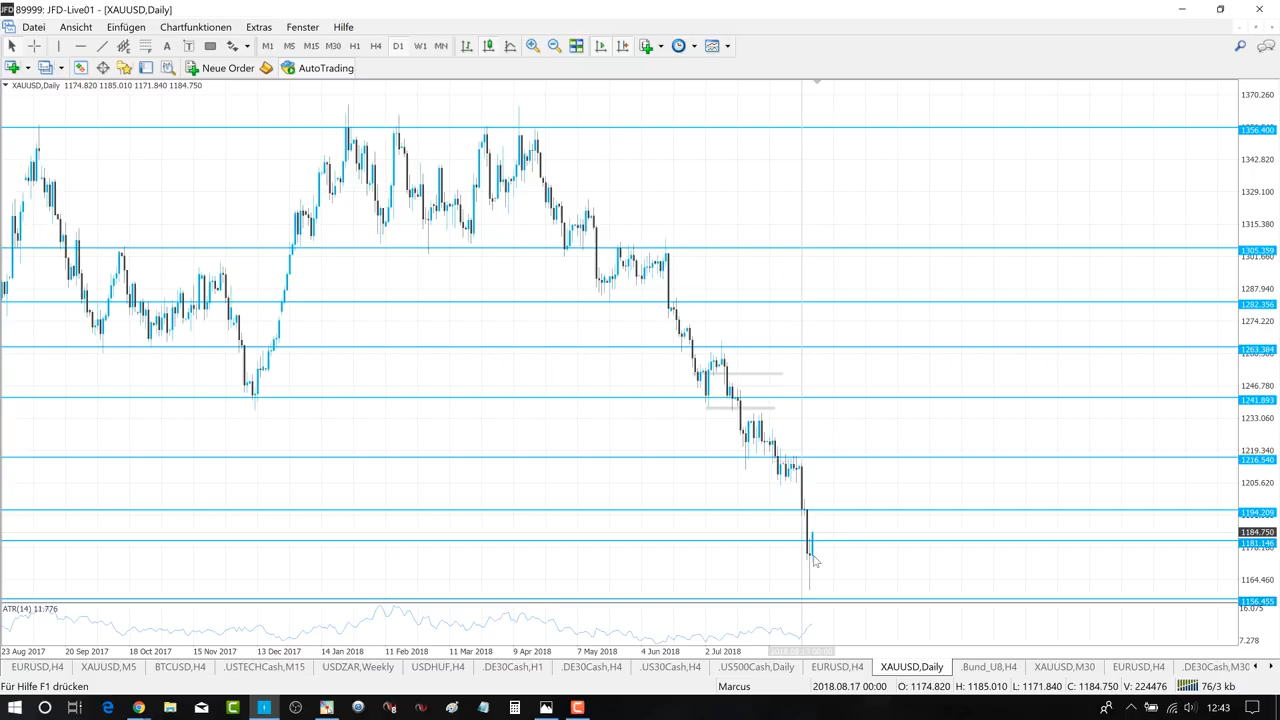 89999: JFD-Live01 - [XAUUSD,Daily]
Datei Ansicht Einfügen Chartfunktionen Extras Fenster Hilfe
M1 M5 M15 M30 H1 H4 D1 W1 MN
New Order AutoTrading
XAUUSD,Daily 1174.820 1185.010 1171.840 1184.750
1370.260
1356.400
1342.820
1329.100
1315.380
1305.359
1301.660
1287.940
1282.356
1274.220
1263.384
1246.780
1241.893
1233.060
1219.340
1216.540
1205.620
1194.209
1184.750
1181.146
1164.460
1156.455
ATR(14) 11.776
16.075
7.278
23 Aug 2017 20 Sep 2017 18 Oct 2017 15 Nov 2017 13 Dec 2017 14 Jan 2018 11 Feb 2018 11 Mar 2018 9 Apr 2018 7 May 2018 4 Jun 2018 2 Jul 2018 2018.08.13 00:00
EURUSD,H4 XAUUSD,M5 BTCUSD,H4 .USTECHCash,M15 USDZAR,Weekly USDHUF,H4 .DE30Cash,H1 .DE30Cash,H4 .US30Cash,H4 .US500Cash,Daily EURUSD,H4 XAUUSD,Daily .Bund_U8,H4 XAUUSD,M30 EURUSD,H4 .DE30Cash,M30
Für Hilfe F1 drücken Marcus 2018.08.17 00:00 O: 1174.820 H: 1185.010 L: 1171.840 C: 1184.750 V: 224476 76/3 kb
12:43